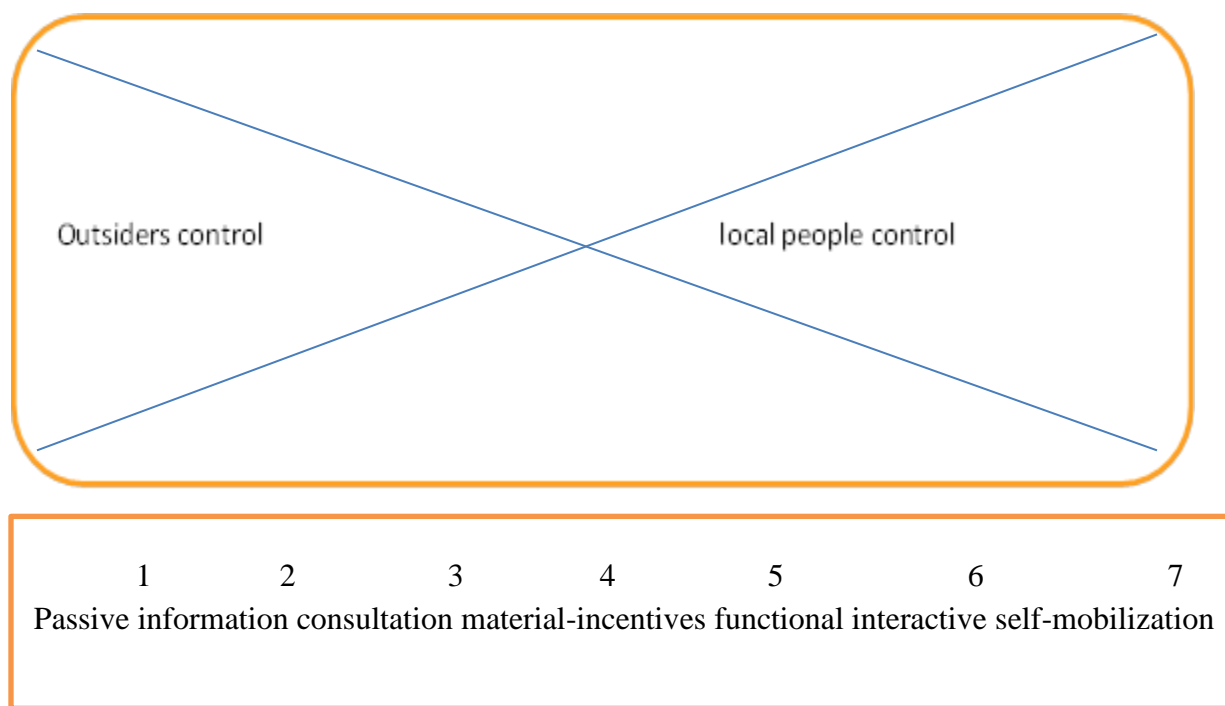 Outsiders control local people control
1 2 3 4 5 6 7
Passive information consultation material-incentives functional interactive self-mobilization